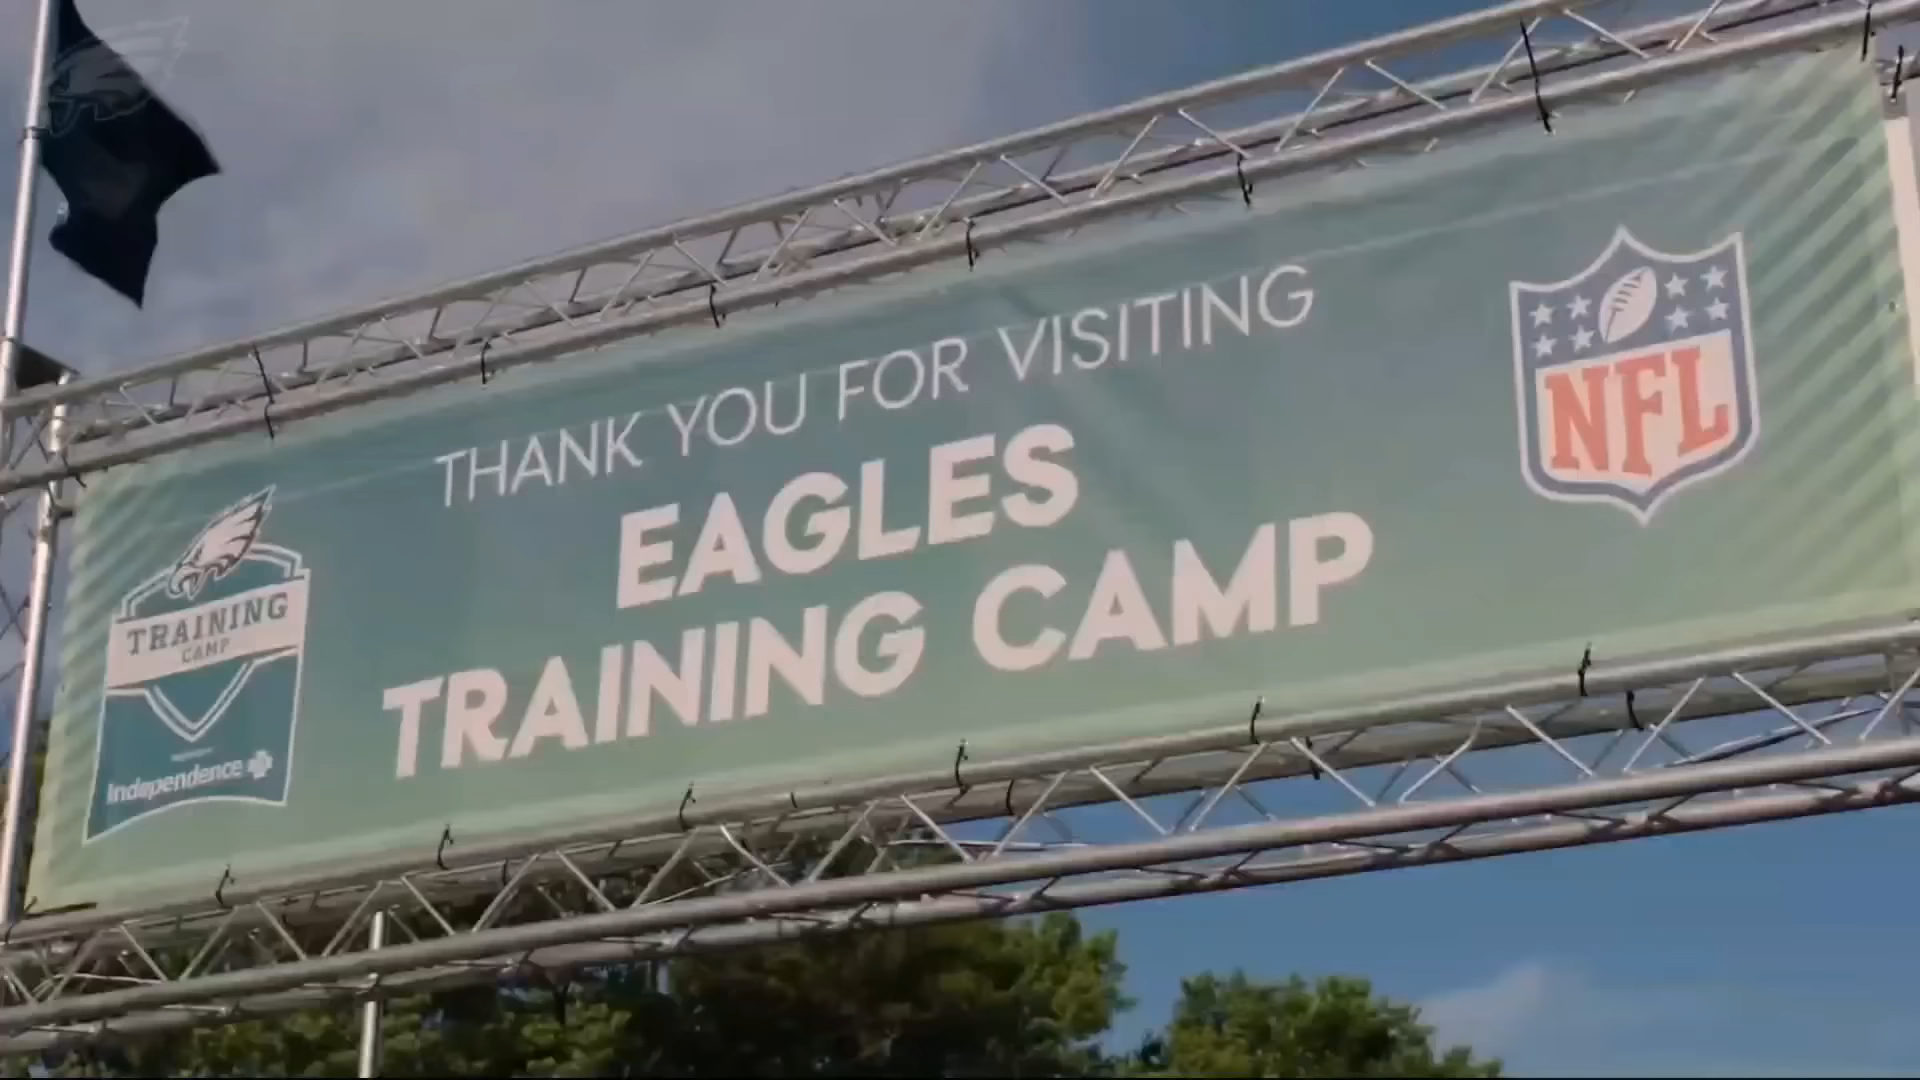 THANK YOU FOR VISITING
EAGLES
TRAINING CAMP
NFL
TRAINING
CAMP
Independence